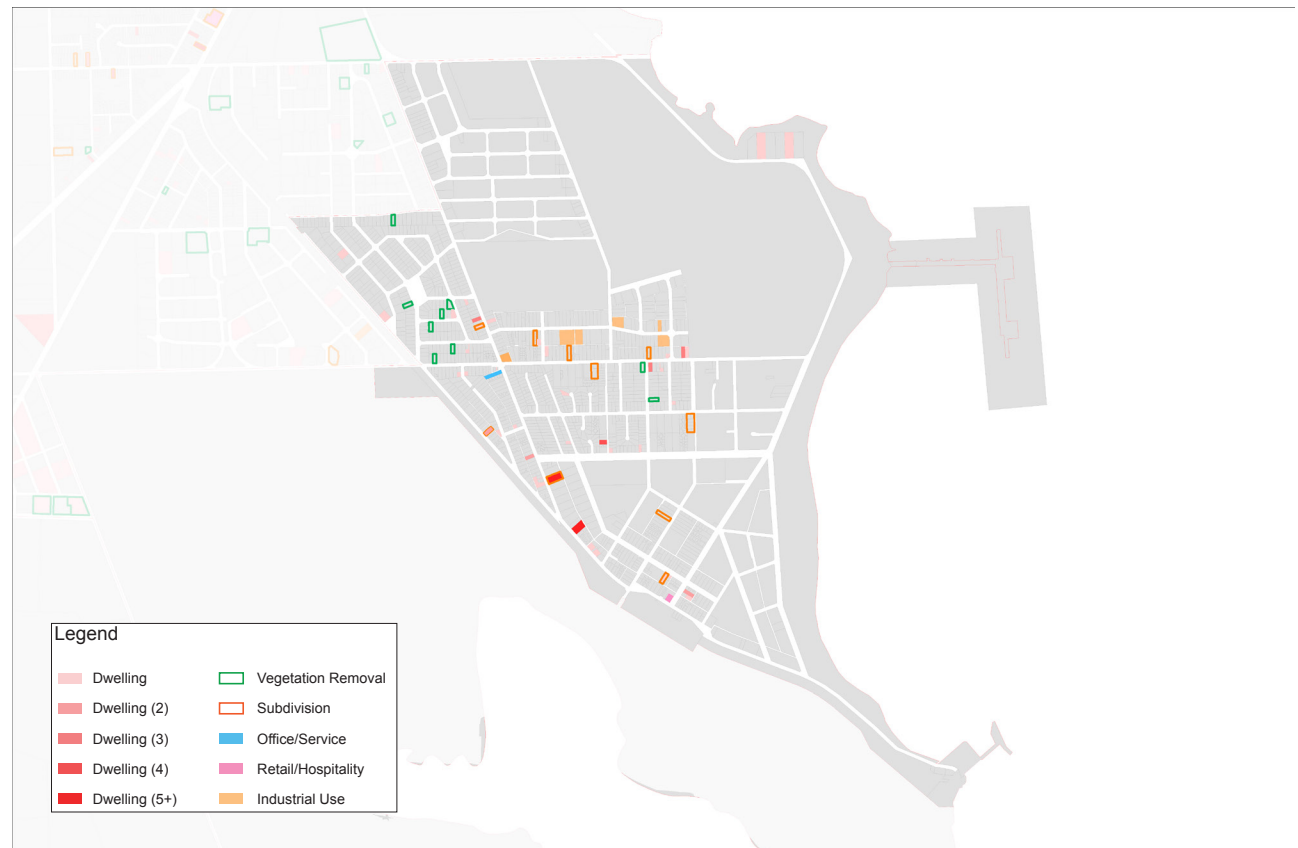 Legend
Dwelling
Dwelling (2)
Dwelling (3)
Dwelling (4)
Dwelling (5+)
Vegetation Removal
Subdivision
Office/Service
Retail/Hospitality
Industrial Use